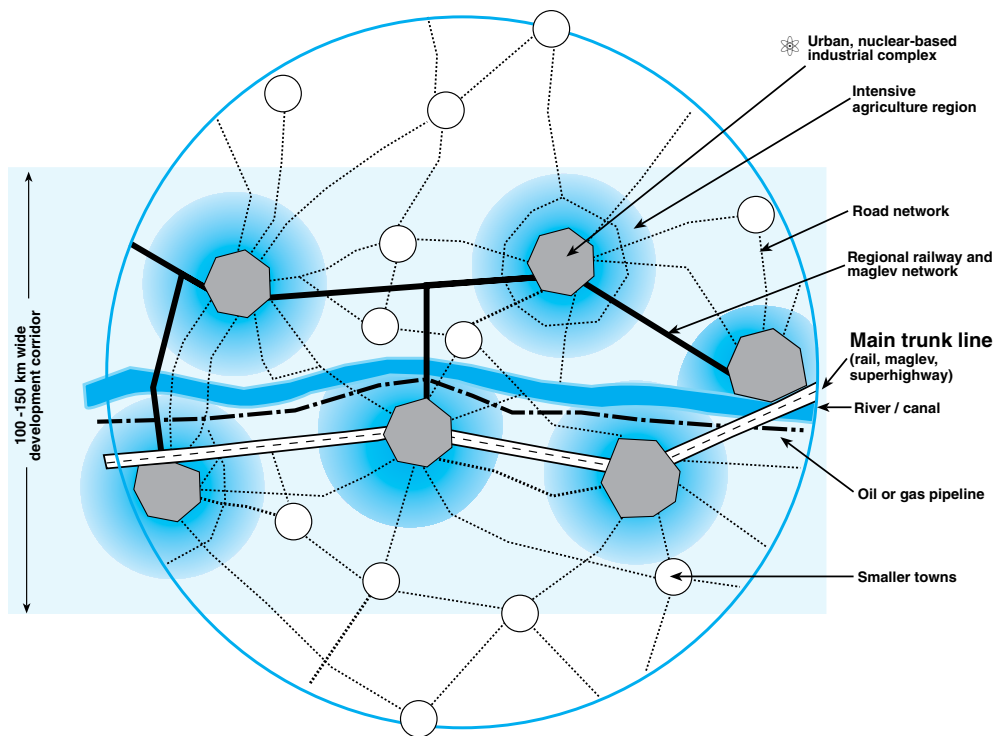 Urban, nuclear-based
industrial complex
Intensive
agriculture region
Road network
Regional railway and
maglev network
Main trunk line
(rail, maglev,
superhighway)
River / canal
Oil or gas pipeline
Smaller towns
100 -150 km wide
development corridor